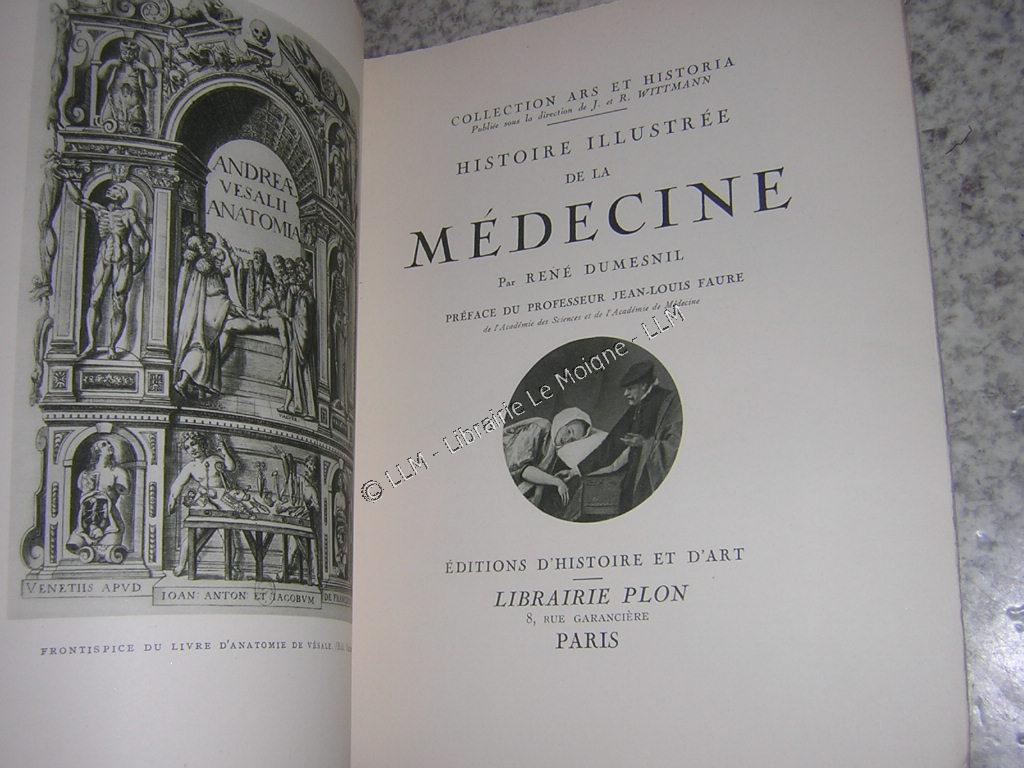 ANDREÆ
VESALII
ANATOMIA
VENETIIS APVD
IOAN: ANTON: ET IACOBVM
FRONTISPICE DU LIVRE D'ANATOMIE DE VÉSALE.
COLLECTION ARS ET HISTORIA
Publiée sous la direction de J. et R. WITTMANN
HISTOIRE ILLUSTRÉE
DE LA
MÉDECINE
Par RENÉ DUMESNIL
PRÉFACE DU PROFESSEUR JEAN-LOUIS FAURE
de l'Académie des Sciences et de l'Académie de Médecine
© LLM - Librairie Le Moigne - LLM
ÉDITIONS D'HISTOIRE ET D'ART
LIBRAIRIE PLON
8, RUE GARANCIÈRE
PARIS